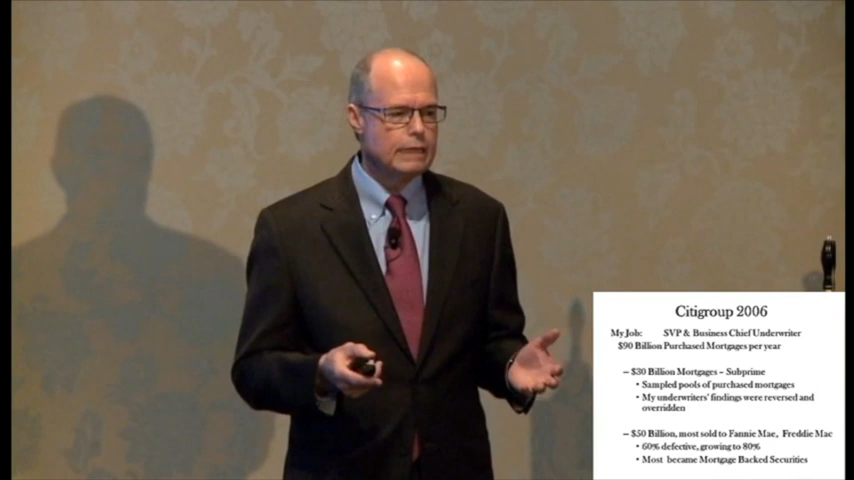 Citigroup 2006
My Job: SVP & Business Chief Underwriter
$90 Billion Purchased Mortgages per year
– $30 Billion Mortgages – Subprime
• Sampled pools of purchased mortgages
• My underwriters' findings were reversed and
overridden
– $50 Billion, most sold to Fannie Mae, Freddie Mac
• 60% defective, growing to 80%
• Most became Mortgage Backed Securities